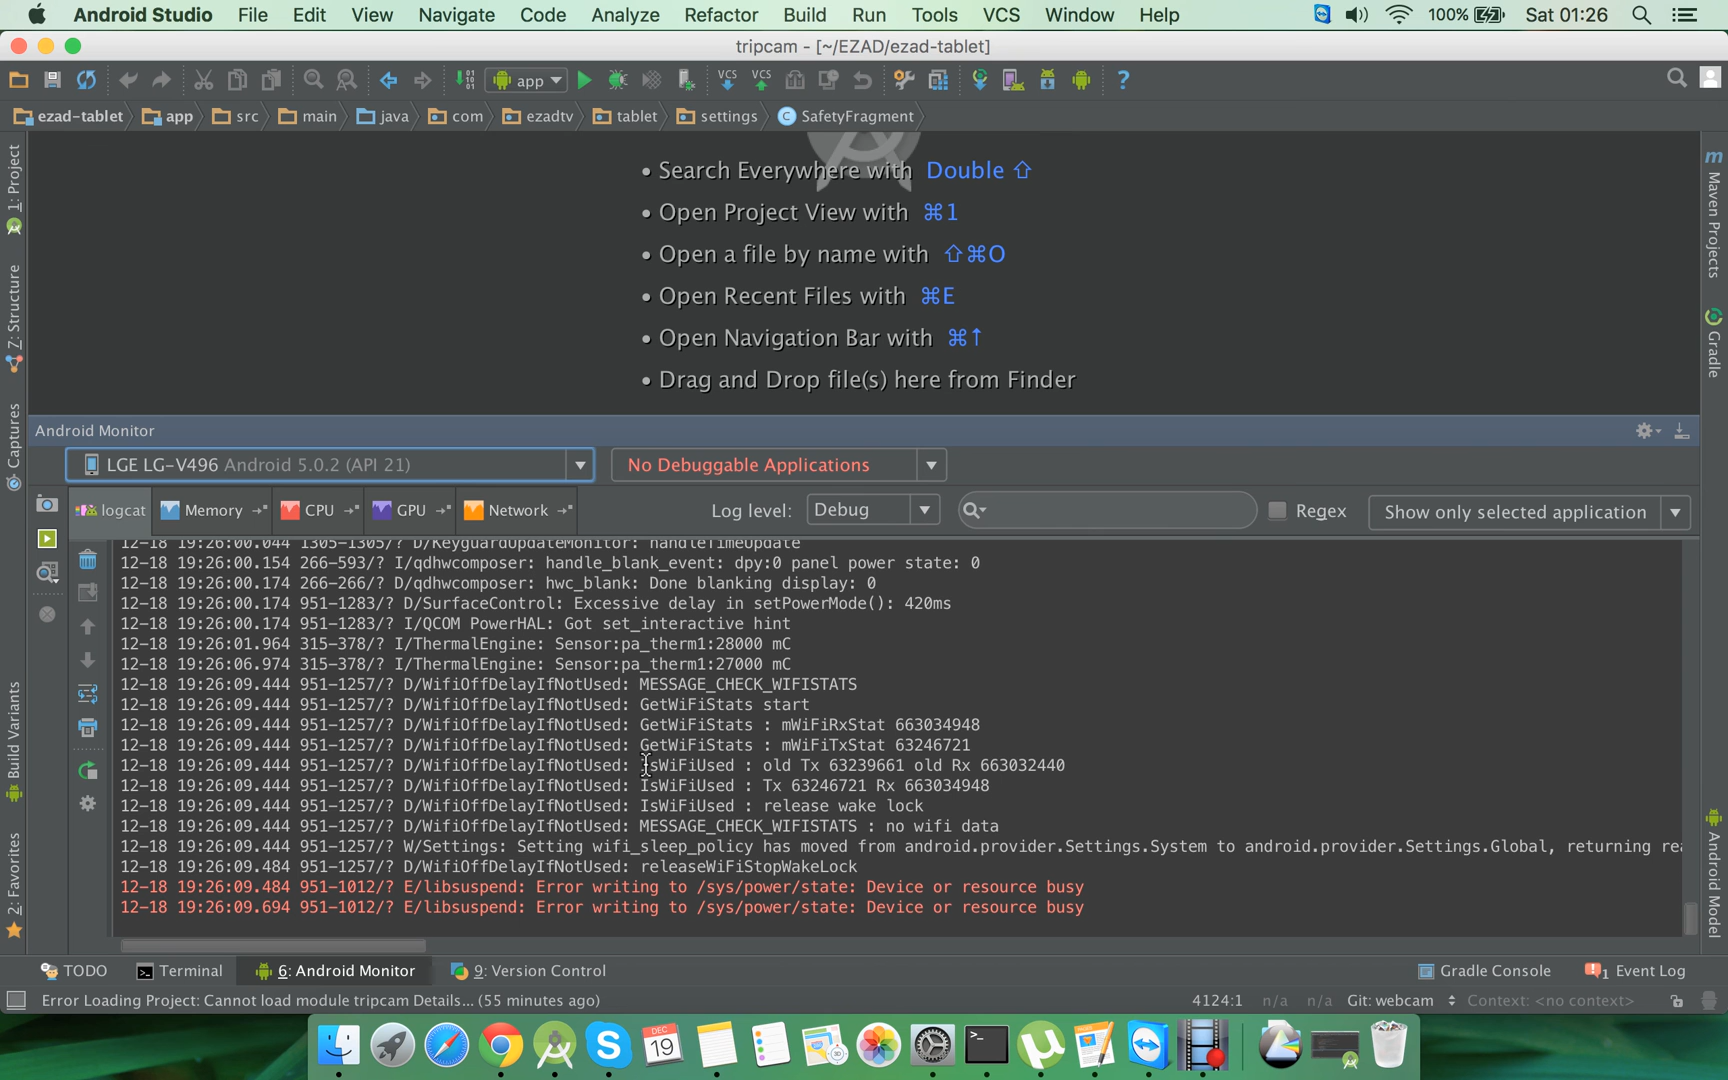 Android Studio File Edit View Navigate Code Analyze Refactor Build Run Tools VCS Window Help 100% Sat 01:26
tripcam - [~/EZAD/ezad-tablet]
app VCS VCS ?
ezad-tablet app src main java com ezadtv tablet settings SafetyFragment
1: Project
Z: Structure
Captures
Build Variants
2: Favorites
• Search Everywhere with Double ⇧
• Open Project View with ⌘1
• Open a file by name with ⇧⌘O
• Open Recent Files with ⌘E
• Open Navigation Bar with ⌘↑
• Drag and Drop file(s) here from Finder
Maven Projects
Gradle
Android Model
Android Monitor
LGE LG-V496 Android 5.0.2 (API 21) No Debuggable Applications
logcat Memory CPU GPU Network Log level: Debug Regex Show only selected application
12-18 19:26:00.044 1305-1305/? D/KeyguardUpdateMonitor: handleTimeUpdate
12-18 19:26:00.154 266-593/? I/qdhwcomposer: handle_blank_event: dpy:0 panel power state: 0
12-18 19:26:00.174 266-266/? D/qdhwcomposer: hwc_blank: Done blanking display: 0
12-18 19:26:00.174 951-1283/? D/SurfaceControl: Excessive delay in setPowerMode(): 420ms
12-18 19:26:00.174 951-1283/? I/QCOM PowerHAL: Got set_interactive hint
12-18 19:26:01.964 315-378/? I/ThermalEngine: Sensor:pa_therm1:28000 mC
12-18 19:26:06.974 315-378/? I/ThermalEngine: Sensor:pa_therm1:27000 mC
12-18 19:26:09.444 951-1257/? D/WifiOffDelayIfNotUsed: MESSAGE_CHECK_WIFISTATS
12-18 19:26:09.444 951-1257/? D/WifiOffDelayIfNotUsed: GetWiFiStats start
12-18 19:26:09.444 951-1257/? D/WifiOffDelayIfNotUsed: GetWiFiStats : mWiFiRxStat 663034948
12-18 19:26:09.444 951-1257/? D/WifiOffDelayIfNotUsed: GetWiFiStats : mWiFiTxStat 63246721
12-18 19:26:09.444 951-1257/? D/WifiOffDelayIfNotUsed: IsWiFiUsed : old Tx 63239661 old Rx 663032440
12-18 19:26:09.444 951-1257/? D/WifiOffDelayIfNotUsed: IsWiFiUsed : Tx 63246721 Rx 663034948
12-18 19:26:09.444 951-1257/? D/WifiOffDelayIfNotUsed: IsWiFiUsed : release wake lock
12-18 19:26:09.444 951-1257/? D/WifiOffDelayIfNotUsed: MESSAGE_CHECK_WIFISTATS : no wifi data
12-18 19:26:09.444 951-1257/? W/Settings: Setting wifi_sleep_policy has moved from android.provider.Settings.System to android.provider.Settings.Global, returning rea
12-18 19:26:09.484 951-1257/? D/WifiOffDelayIfNotUsed: releaseWiFiStopWakeLock
12-18 19:26:09.484 951-1012/? E/libsuspend: Error writing to /sys/power/state: Device or resource busy
12-18 19:26:09.694 951-1012/? E/libsuspend: Error writing to /sys/power/state: Device or resource busy
TODO Terminal 6: Android Monitor 9: Version Control Gradle Console 1 Event Log
Error Loading Project: Cannot load module tripcam Details... (55 minutes ago) 4124:1 n/a n/a Git: webcam Context: <no context>
DEC
19